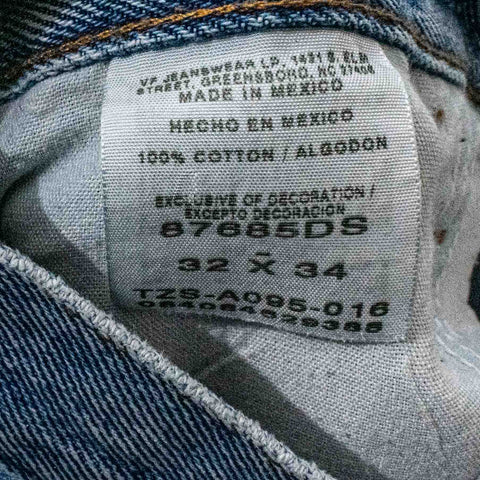 VF JEANSWEAR LP, 1421 S. ELM
STREET, GREENSBORO, NC 27406
MADE IN MEXICO
HECHO EN MEXICO
100% COTTON / ALGODON
EXCLUSIVE OF DECORATION /
EXCEPTO DECORACION
87685DS
32 X 34
TZS-A095-016